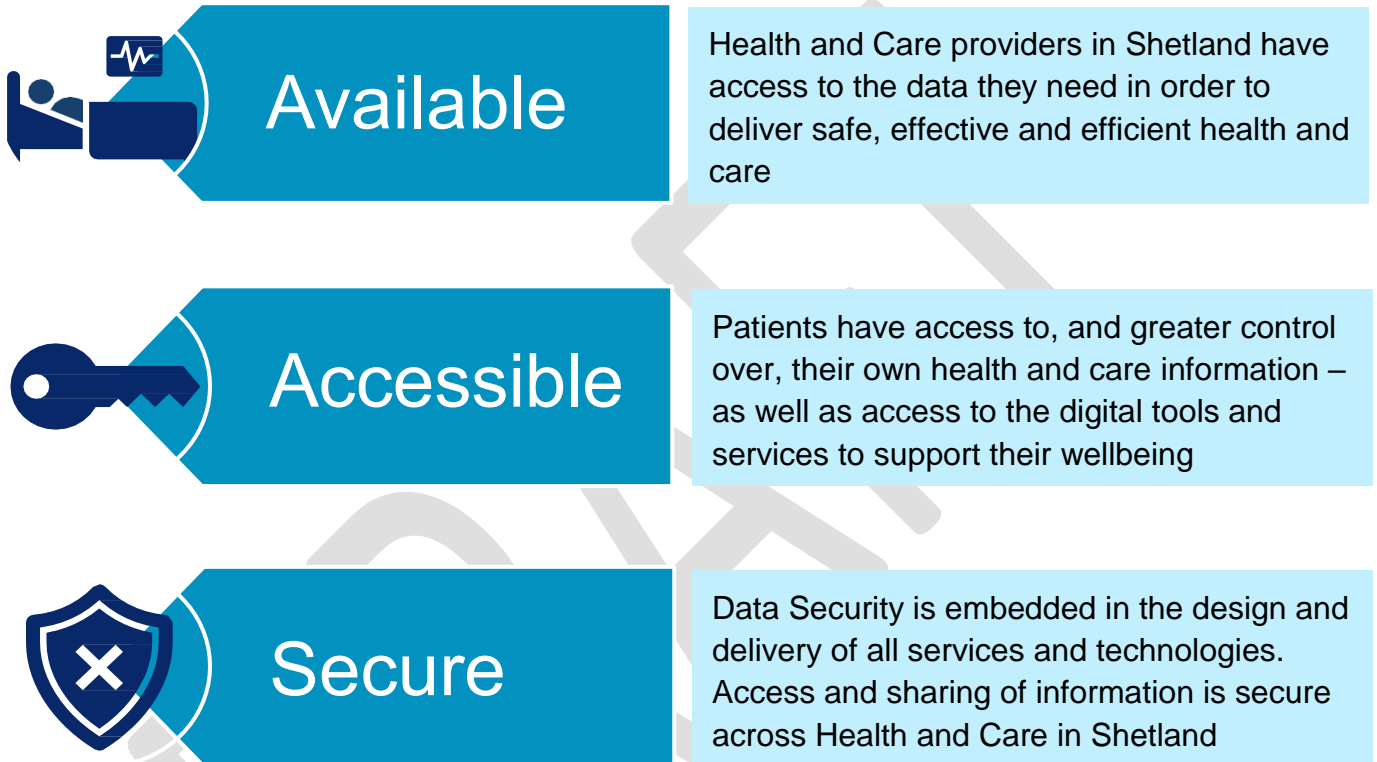 Available
Health and Care providers in Shetland have
access to the data they need in order to
deliver safe, effective and efficient health and
care
Accessible
Patients have access to, and greater control
over, their own health and care information –
as well as access to the digital tools and
services to support their wellbeing
Secure
Data Security is embedded in the design and
delivery of all services and technologies.
Access and sharing of information is secure
across Health and Care in Shetland